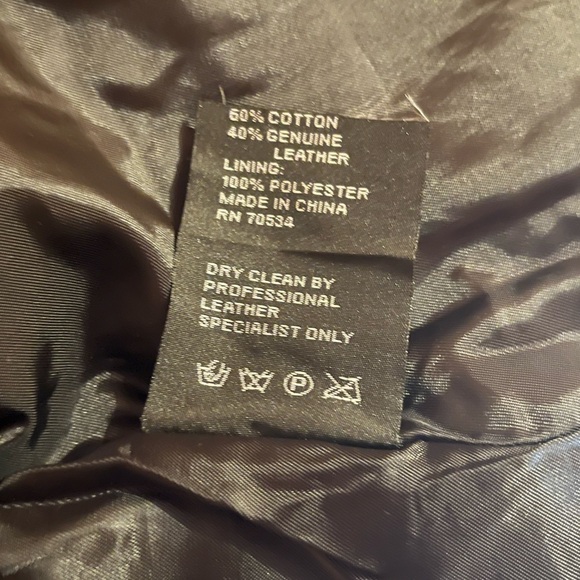 60% COTTON
40% GENUINE
LEATHER
LINING:
100% POLYESTER
MADE IN CHINA
RN 70534
DRY CLEAN BY
PROFESSIONAL
LEATHER
SPECIALIST ONLY
P